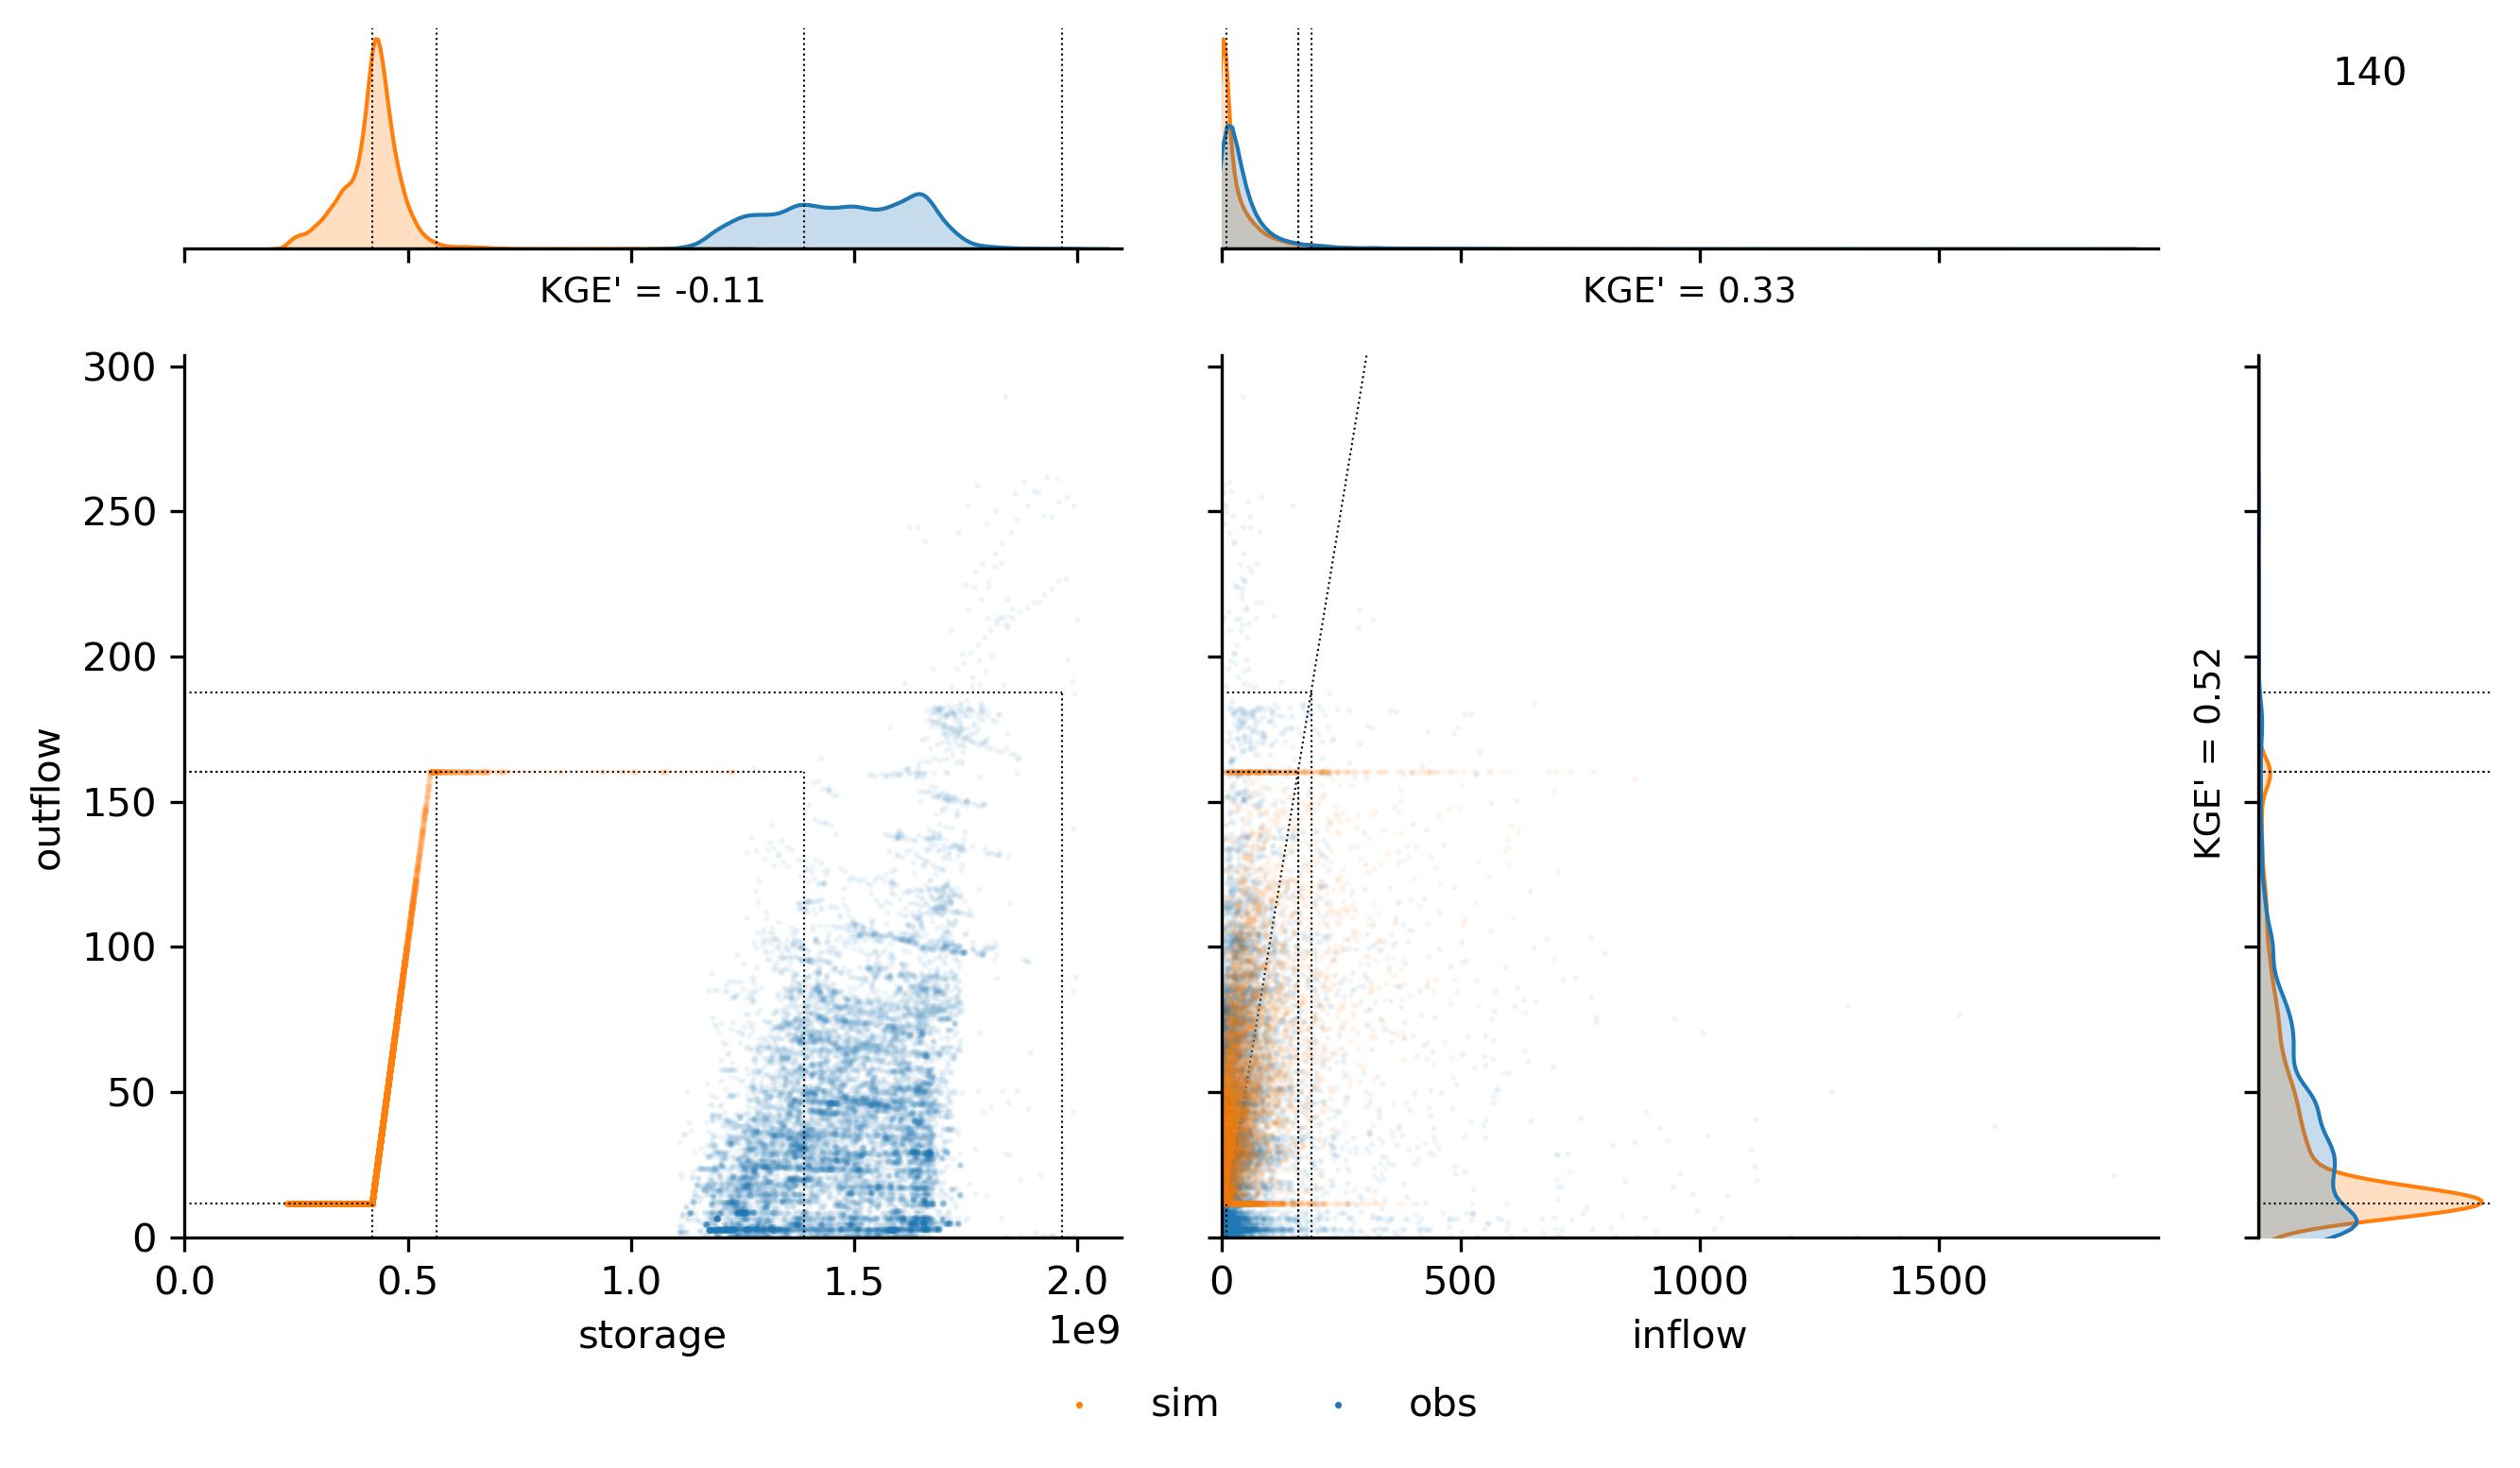 140
KGE' = -0.11
KGE' = 0.33
300
250
200
150
100
50
0
outflow
KGE' = 0.52
0.0 0.5 1.0 1.5 2.0
1e9
storage
0 500 1000 1500
inflow
sim obs